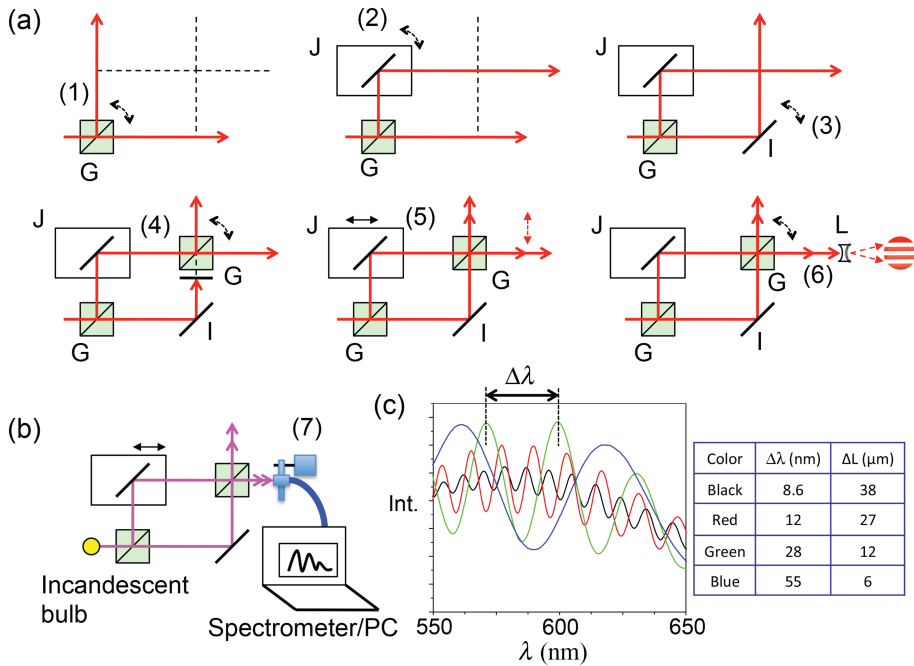 (a)
(1)
G
J
(2)
G
J
(3)
G
I
J
(4)
G
G
I
J
(5)
G
G
I
J
L
(6)
G
G
I
(b)
(7)
Incandescent
bulb
Spectrometer/PC
(c)
Δλ
Int.
550 600 650
λ (nm)
Color Δλ (nm) ΔL (μm)
Black 8.6 38
Red 12 27
Green 28 12
Blue 55 6